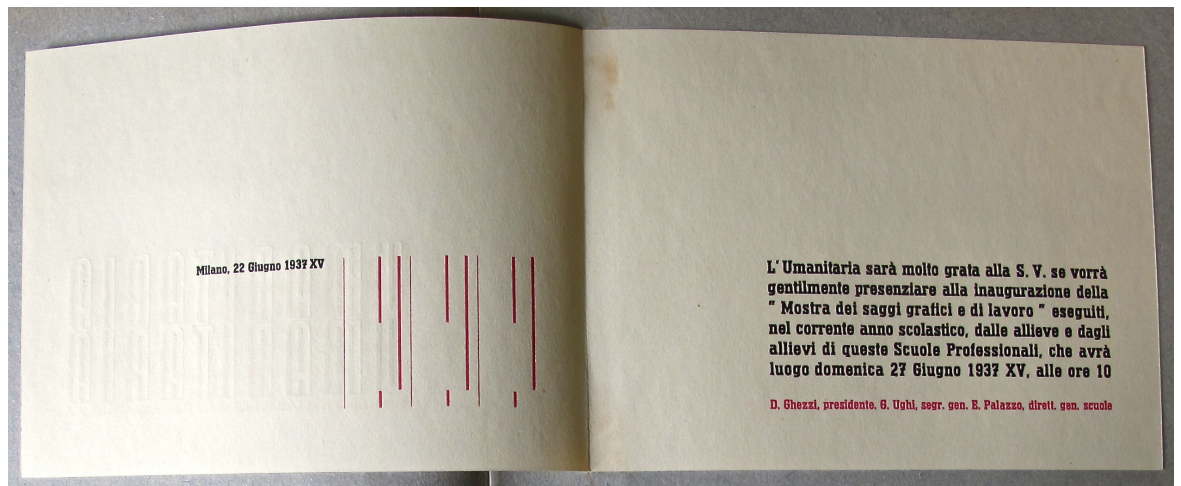 Milano, 22 Giugno 1937 XV
L'Umanitaria sarà molto grata alla S. V. se vorrà
gentilmente presenziare alla inaugurazione della
" Mostra dei saggi grafici e di lavoro " eseguiti,
nel corrente anno scolastico, dalle allieve e dagli
allievi di queste Scuole Professionali, che avrà
luogo domenica 27 Giugno 1937 XV, alle ore 10
D. Ghezzi, presidente. G. Ughi, segr. gen. E. Palazzo, dirett. gen. scuole